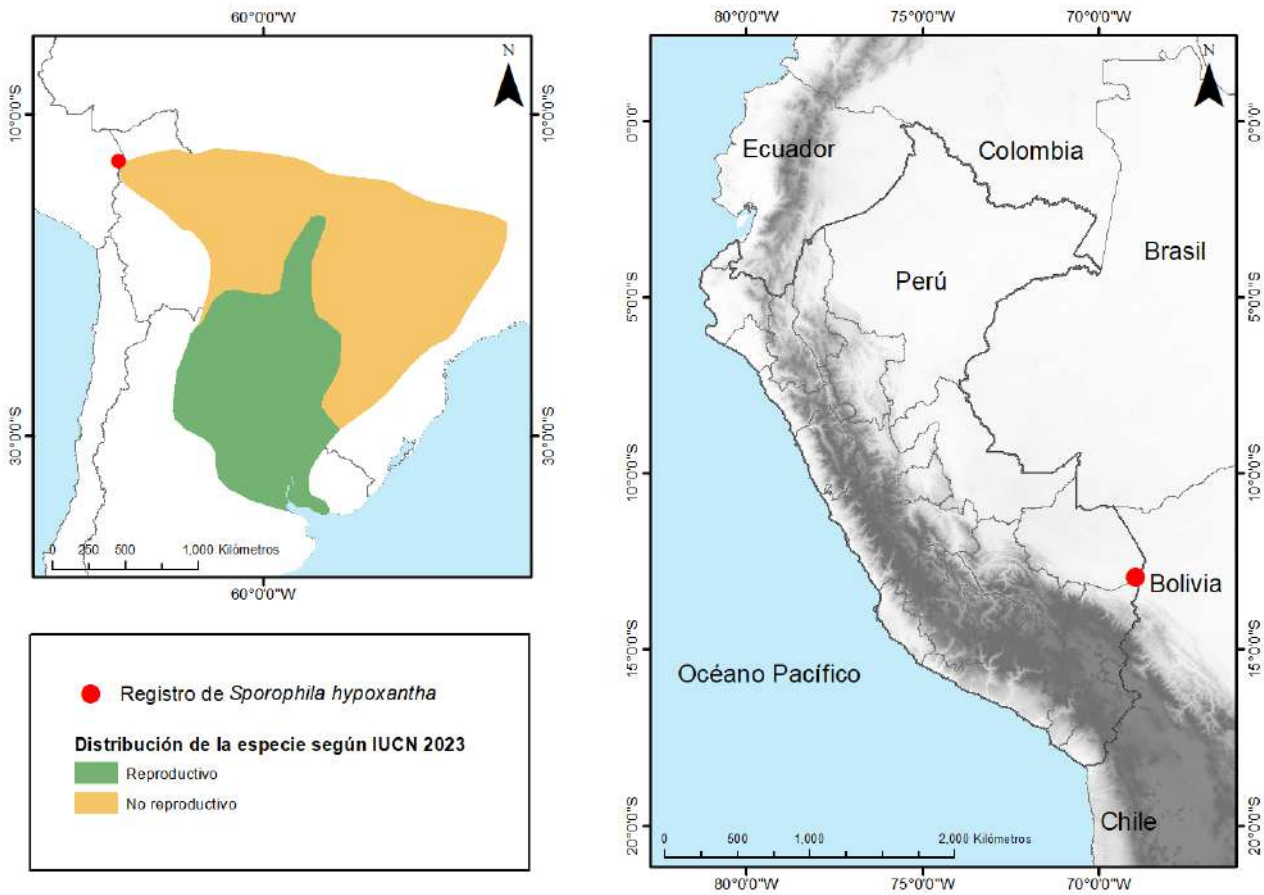 60°0'0"W
N
10°0'0"S
10°0'0"S
30°0'0"S
30°0'0"S
0 250 500 1,000 Kilómetros
60°0'0"W
Registro de Sporophila hypoxantha
Distribución de la especie según IUCN 2023
Reproductivo
No reproductivo
80°0'0"W 75°0'0"W 70°0'0"W
N
0°0'0"
0°0'0"
Ecuador
Colombia
Brasil
Perú
5°0'0"S
5°0'0"S
10°0'0"S
10°0'0"S
Bolivia
15°0'0"S
15°0'0"S
Océano Pacífico
Chile
20°0'0"S
20°0'0"S
0 500 1,000 2,000 Kilómetros
80°0'0"W 75°0'0"W 70°0'0"W